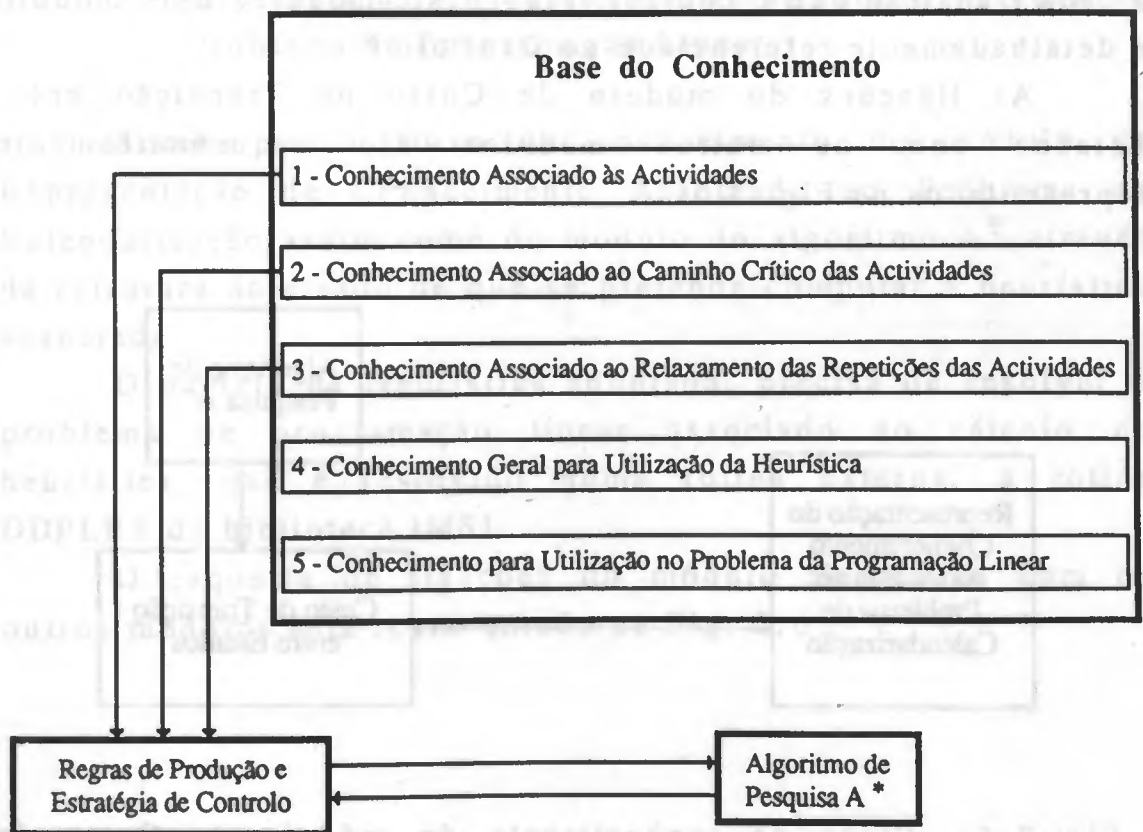 Base do Conhecimento
1 - Conhecimento Associado às Actividades
2 - Conhecimento Associado ao Caminho Crítico das Actividades
3 - Conhecimento Associado ao Relaxamento das Repetições das Actividades
4 - Conhecimento Geral para Utilização da Heurística
5 - Conhecimento para Utilização no Problema da Programação Linear
Regras de Produção e
Estratégia de Controlo
Algoritmo de
Pesquisa A *